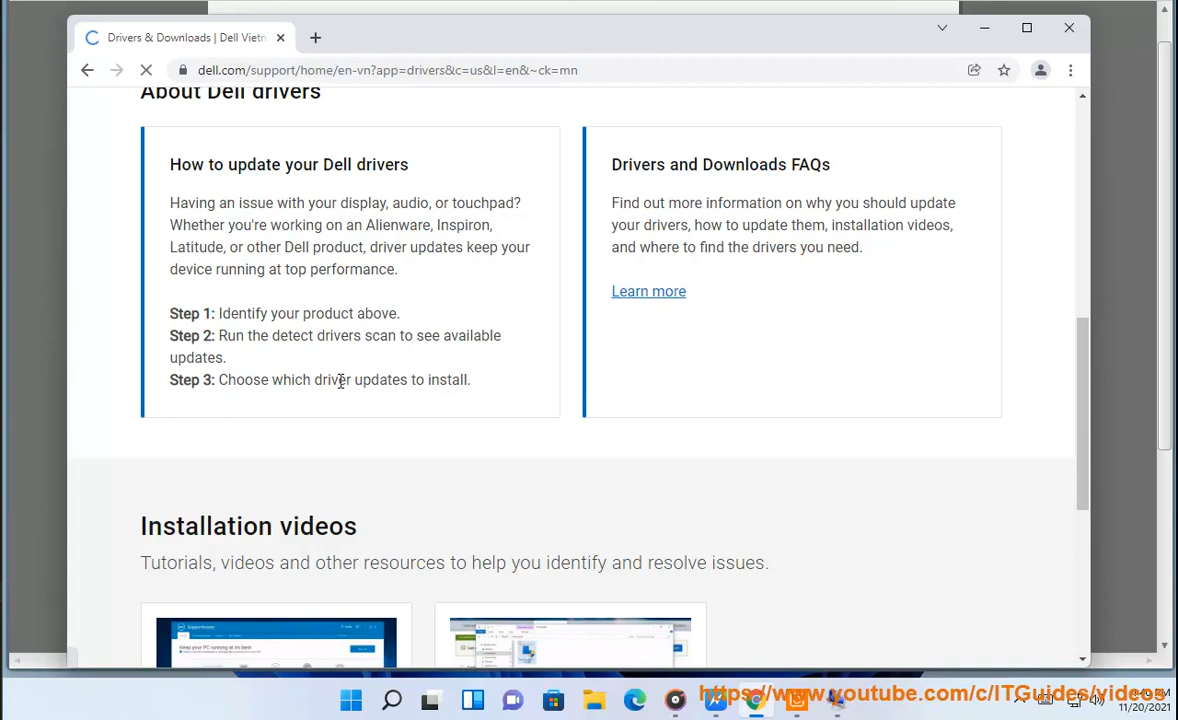 Drivers & Downloads | Dell Vietn
dell.com/support/home/en-vn?app=drivers&c=us&l=en&~ck=mn
About Dell drivers
How to update your Dell drivers
Having an issue with your display, audio, or touchpad?
Whether you're working on an Alienware, Inspiron,
Latitude, or other Dell product, driver updates keep your
device running at top performance.
Step 1: Identify your product above.
Step 2: Run the detect drivers scan to see available
updates.
Step 3: Choose which driver updates to install.
Drivers and Downloads FAQs
Find out more information on why you should update
your drivers, how to update them, installation videos,
and where to find the drivers you need.
Learn more
Installation videos
Tutorials, videos and other resources to help you identify and resolve issues.
Keep your PC running at its best
https://www.youtube.com/c/ITGuides/videos
11/20/2021